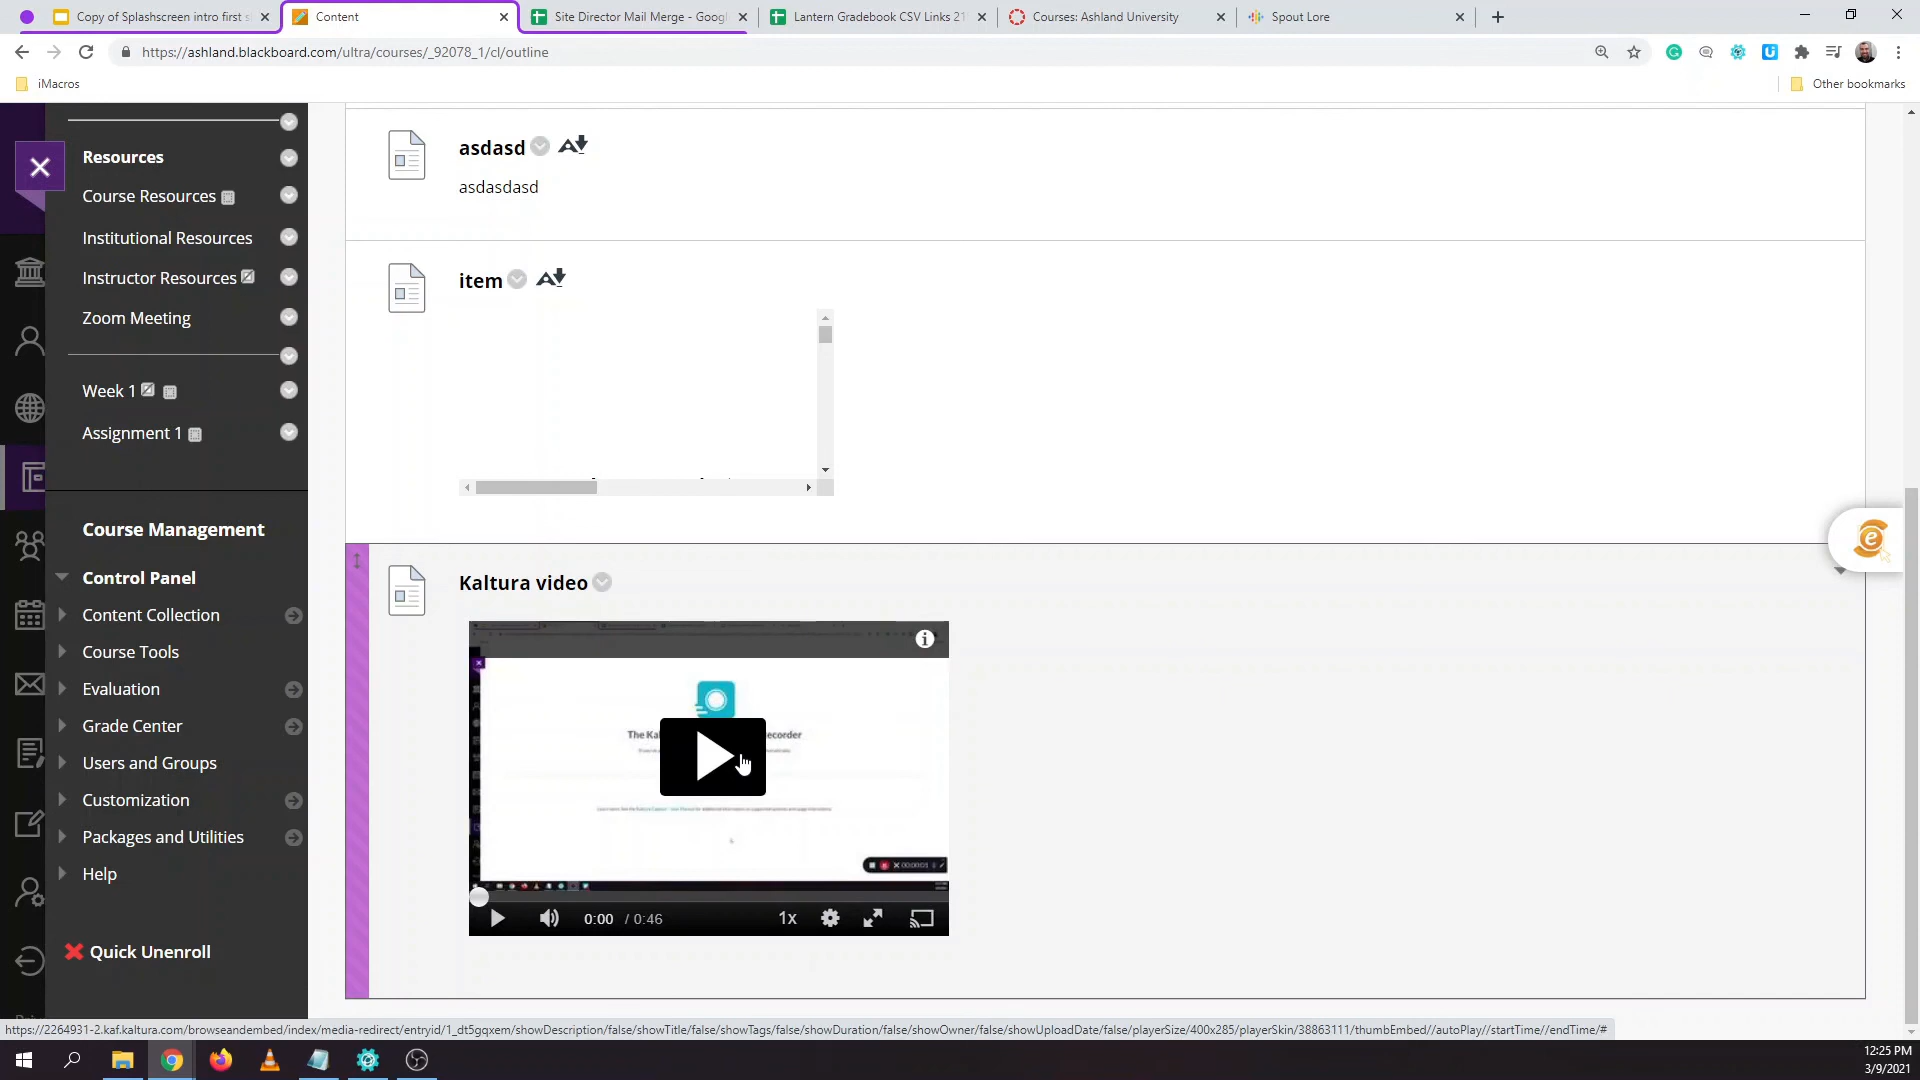 Copy of Splashscreen intro first s
Content
Site Director Mail Merge - Googl
Lantern Gradebook CSV Links 21
Courses: Ashland University
Spout Lore
https://ashland.blackboard.com/ultra/courses/_92078_1/cl/outline
iMacros
Other bookmarks
Resources
Course Resources
Institutional Resources
Instructor Resources
Zoom Meeting
Week 1
Assignment 1
Course Management
Control Panel
Content Collection
Course Tools
Evaluation
Grade Center
Users and Groups
Customization
Packages and Utilities
Help
Quick Unenroll
asdasd
asdasdasd
item
Kaltura video
The Ka
ecorder
0:00 / 0:46
1x
https://2264931-2.kaf.kaltura.com/browseandembed/index/media-redirect/entryid/1_dt5gqxem/showDescription/false/showTitle/false/showTags/false/showDuration/false/showOwner/false/showUploadDate/false/playerSize/400x285/playerSkin/38863111/thumbEmbed//autoPlay//startTime//endTime/#
12:25 PM
3/9/2021